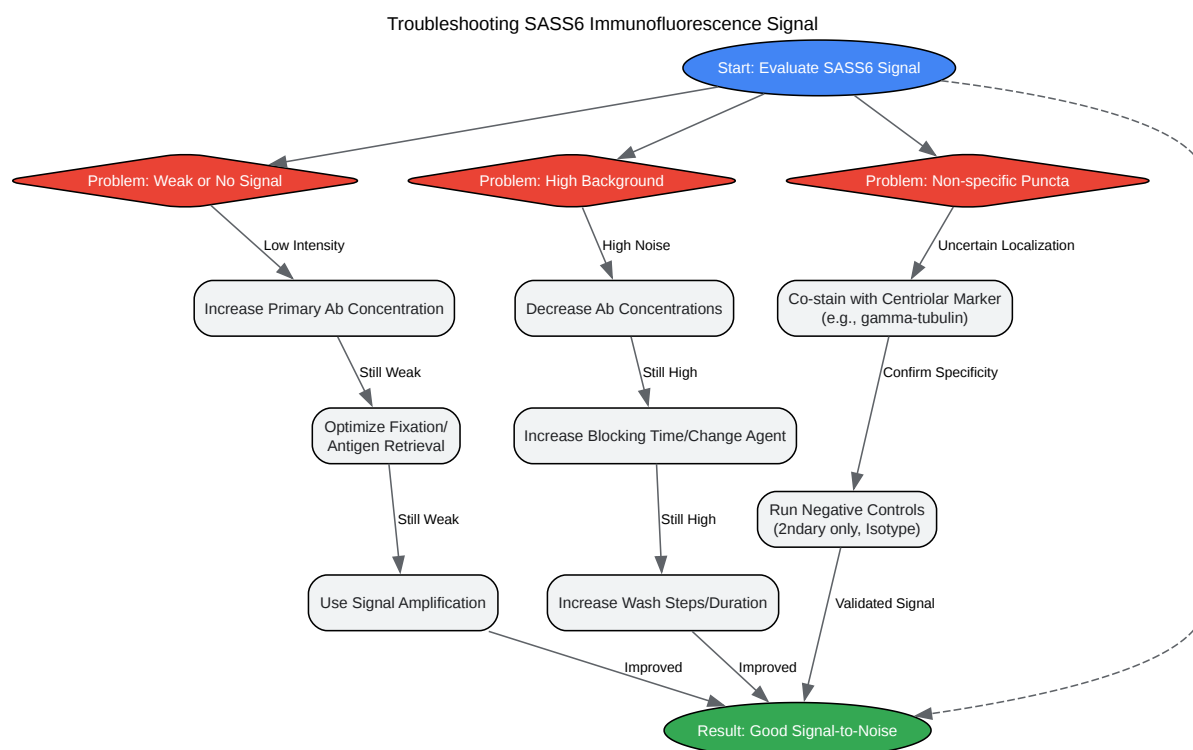 Troubleshooting SASS6 Immunofluorescence Signal
Start: Evaluate SASS6 Signal
Problem: Weak or No Signal
Problem: High Background
Problem: Non-specific Puncta
Low Intensity
High Noise
Uncertain Localization
Increase Primary Ab Concentration
Decrease Ab Concentrations
Co-stain with Centriolar Marker
(e.g., gamma-tubulin)
Still Weak
Still High
Confirm Specificity
Optimize Fixation/
Antigen Retrieval
Increase Blocking Time/Change Agent
Run Negative Controls
(2ndary only, Isotype)
Still Weak
Still High
Use Signal Amplification
Increase Wash Steps/Duration
Validated Signal
Improved
Improved
Result: Good Signal-to-Noise